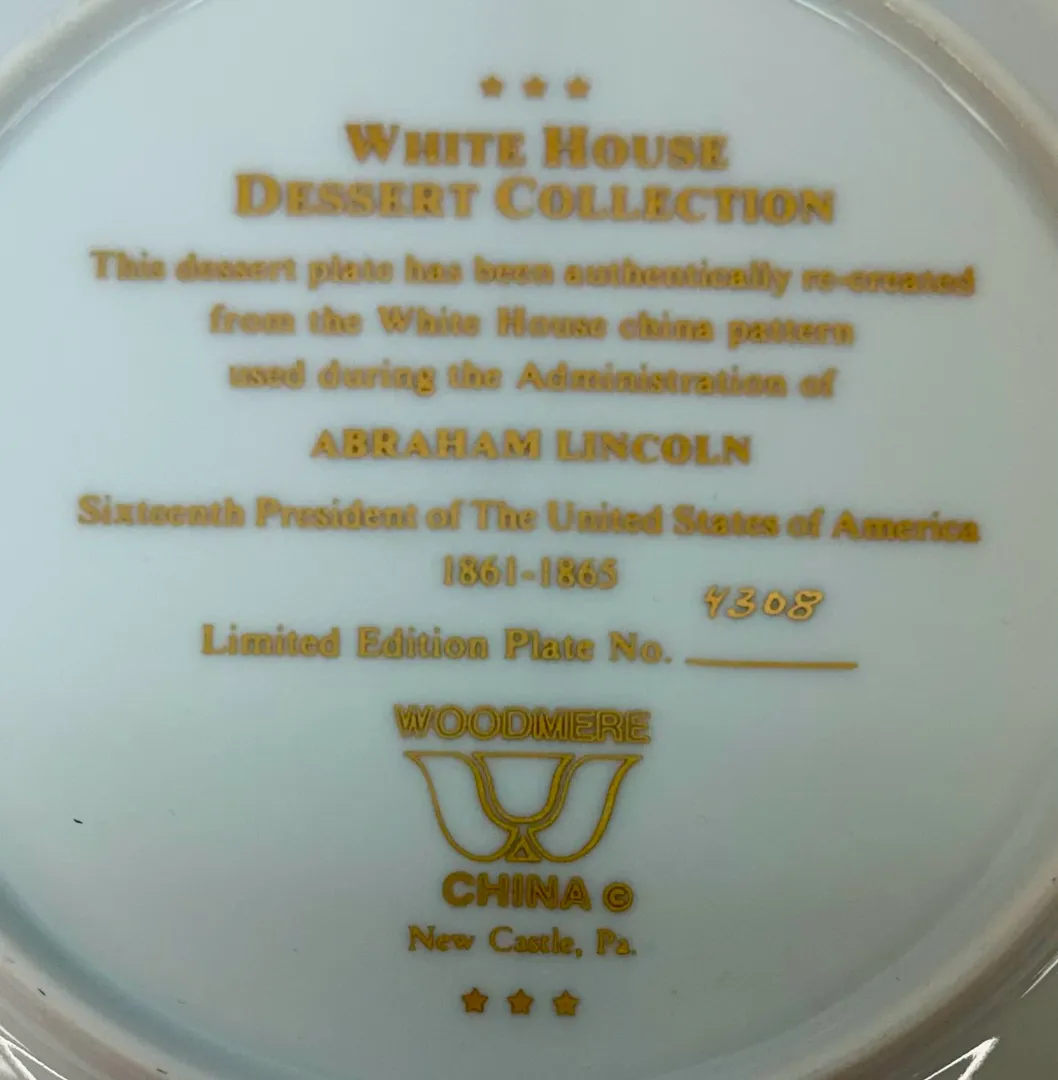 WHITE HOUSE
DESSERT COLLECTION
This dessert plate has been authentically re-created
from the White House china pattern
used during the Administration of
ABRAHAM LINCOLN
Sixteenth President of The United States of America
1861-1865
4308
Limited Edition Plate No.
WOODMERE
CHINA ©
New Castle, Pa.